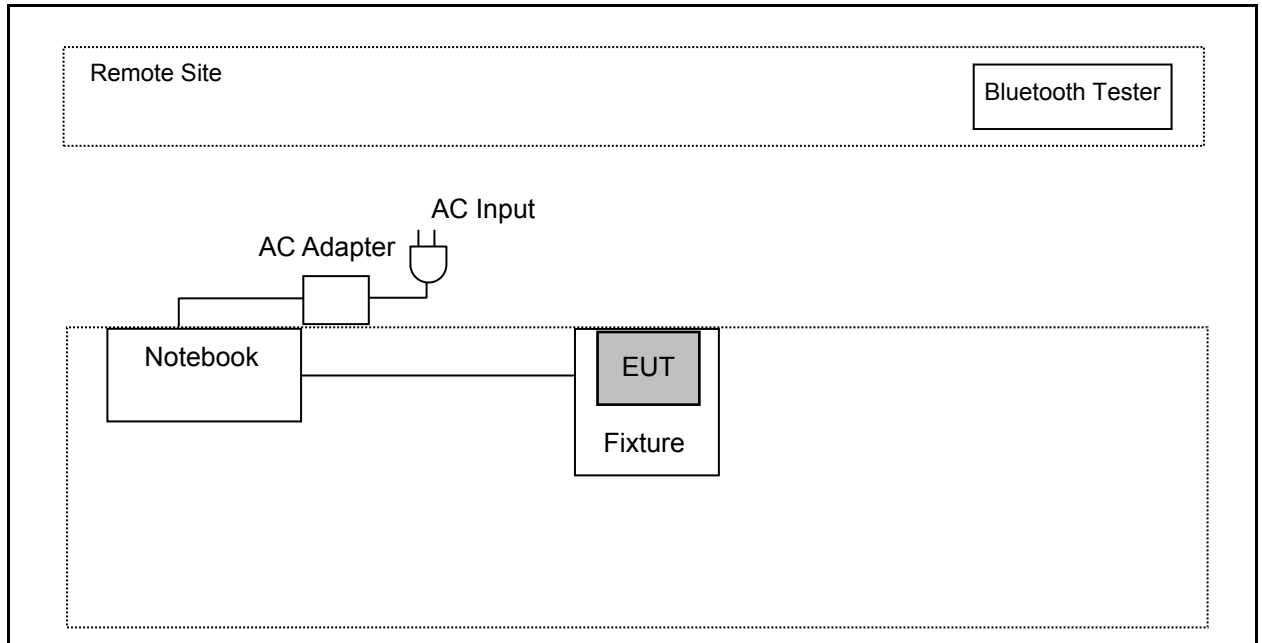 Remote Site
Bluetooth Tester
AC Input
AC Adapter
Notebook
EUT
Fixture